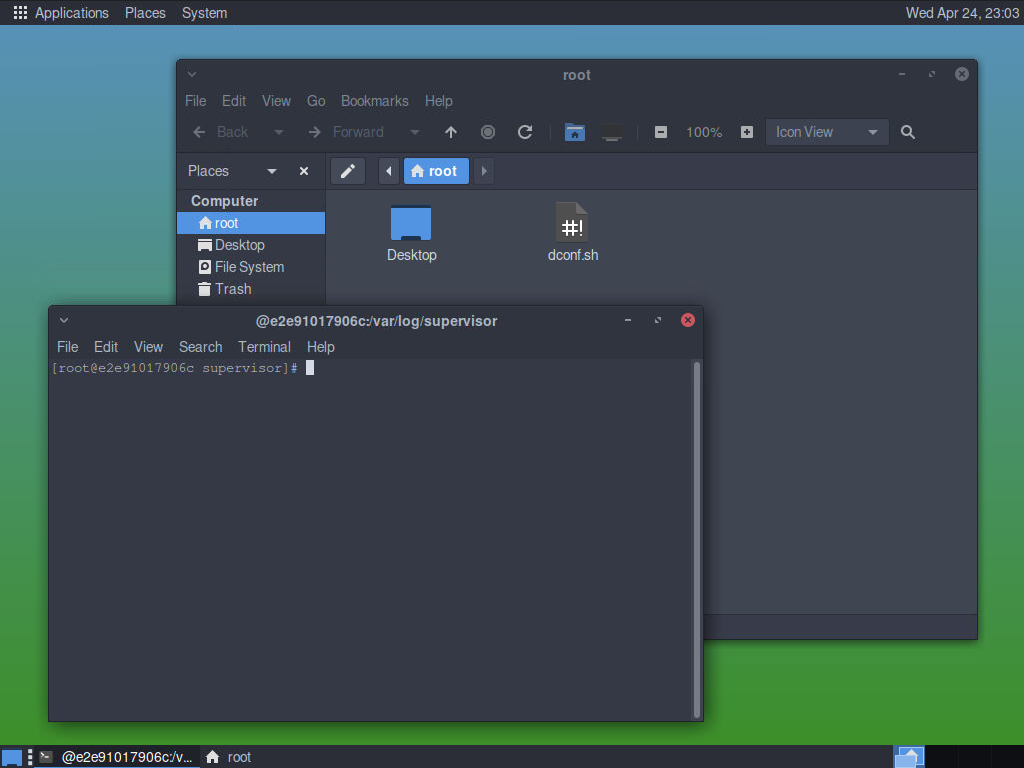 Applications Places System Wed Apr 24, 23:03
root
File Edit View Go Bookmarks Help
Back Forward 100% Icon View
Places root
Computer
root
Desktop
File System
Trash
Desktop dconf.sh
#!
@e2e91017906c:/var/log/supervisor
File Edit View Search Terminal Help
[root@e2e91017906c supervisor]#
@e2e91017906c:/v... root